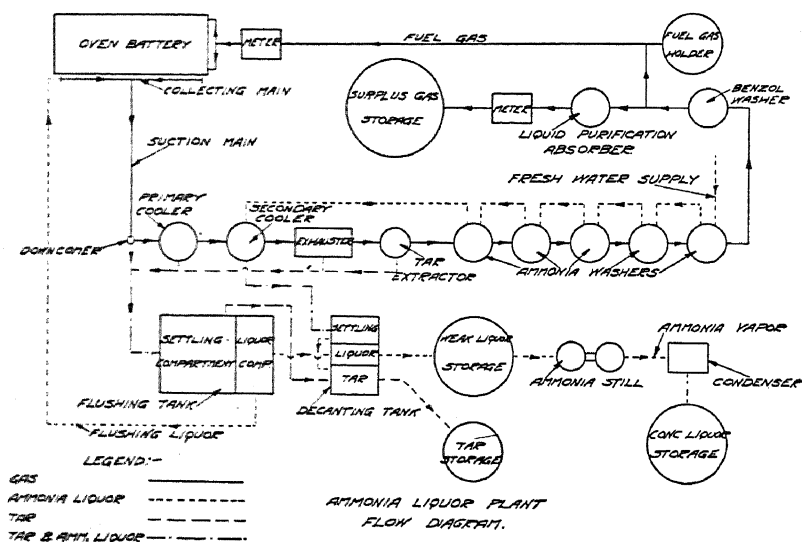 OVEN BATTERY
METER
FUEL GAS
FUEL GAS
HOLDER
COLLECTING MAIN
SURPLUS GAS
STORAGE
METER
LIQUID PURIFICATION
ABSORBER
BENZOL
WASHER
SUCTION MAIN
FRESH WATER SUPPLY
PRIMARY
COOLER
SECONDARY
COOLER
DOWNCOMER
EXHAUSTER
TAR
EXTRACTOR
AMMONIA WASHERS
SETTLING
COMPARTMENT
LIQUOR
COMP
FLUSHING TANK
SETTLING
LIQUOR
TAR
DECANTING TANK
WEAK LIQUOR
STORAGE
AMMONIA STILL
AMMONIA VAPOR
CONDENSER
FLUSHING LIQUOR
TAR
STORAGE
CONC LIQUOR
STORAGE
LEGEND:-
GAS
AMMONIA LIQUOR
TAR
TAR & AMM. LIQUOR
AMMONIA LIQUOR PLANT
FLOW DIAGRAM.